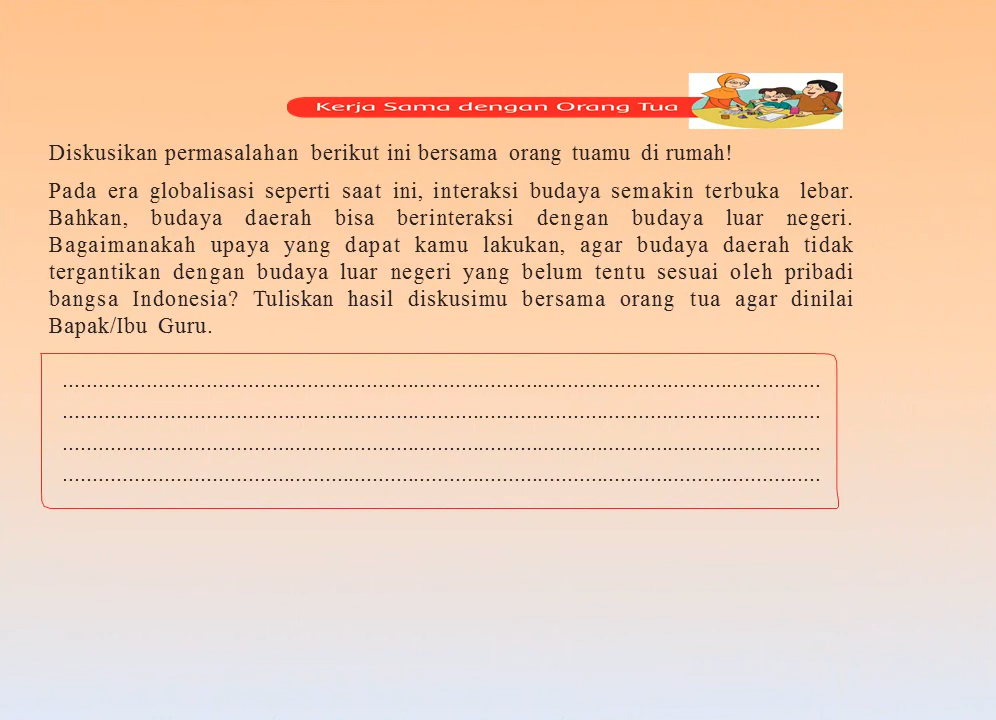 Kerja Sama dengan Orang Tua
Diskusikan permasalahan berikut ini bersama orang tuamu di rumah!
Pada era globalisasi seperti saat ini, interaksi budaya semakin terbuka lebar.
Bahkan, budaya daerah bisa berinteraksi dengan budaya luar negeri.
Bagaimanakah upaya yang dapat kamu lakukan, agar budaya daerah tidak
tergantikan dengan budaya luar negeri yang belum tentu sesuai oleh pribadi
bangsa Indonesia? Tuliskan hasil diskusimu bersama orang tua agar dinilai
Bapak/Ibu Guru.